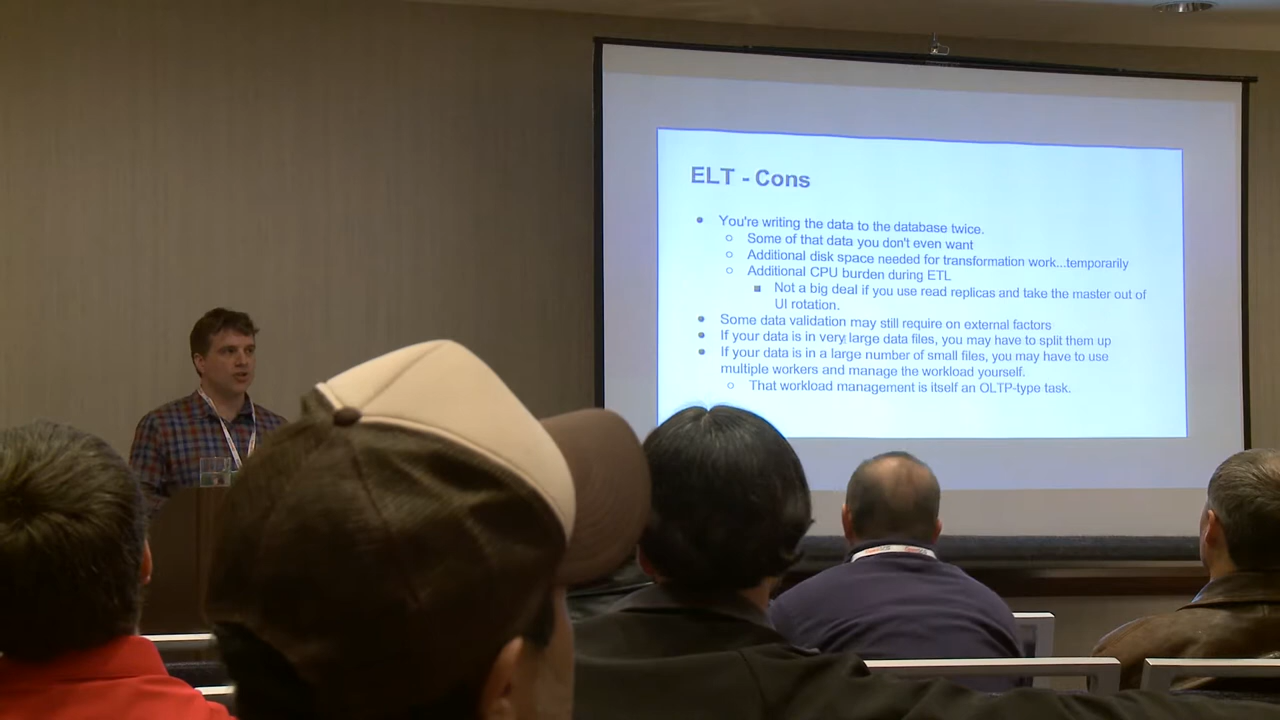 ELT - Cons
You're writing the data to the database twice.
Some of that data you don't even want
Additional disk space needed for transformation work...temporarily
Additional CPU burden during ETL
Not a big deal if you use read replicas and take the master out of
UI rotation.
Some data validation may still require on external factors
If your data is in very large data files, you may have to split them up
If your data is in a large number of small files, you may have to use
multiple workers and manage the workload yourself.
That workload management is itself an OLTP-type task.